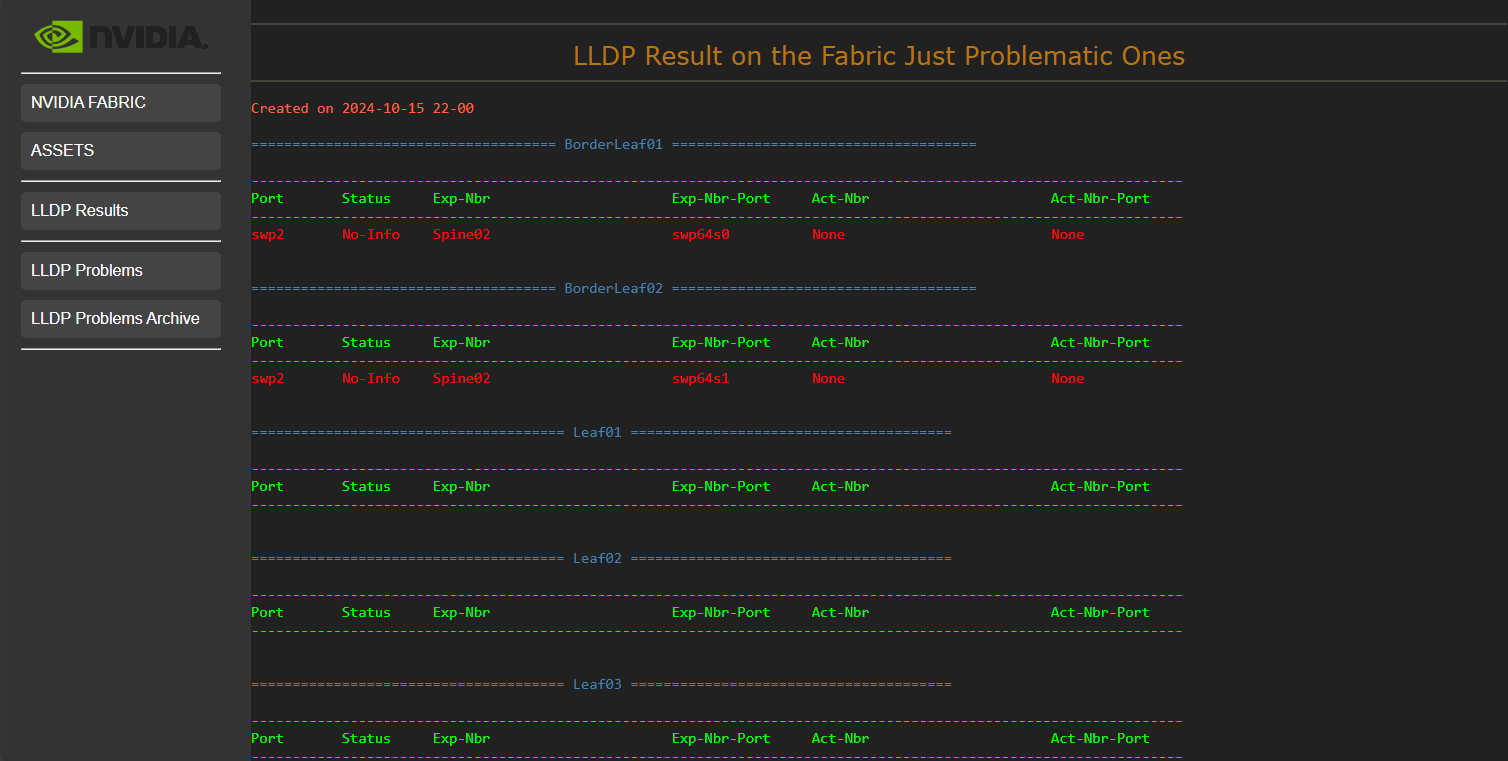 NVIDIA.
NVIDIA FABRIC
ASSETS
LLDP Results
LLDP Problems
LLDP Problems Archive
LLDP Result on the Fabric Just Problematic Ones
Created on 2024-10-15 22-00
===================================== BorderLeaf01 =====================================
-----------------------------------------------------------------------------------------------------------------
Port Status Exp-Nbr Exp-Nbr-Port Act-Nbr Act-Nbr-Port
-----------------------------------------------------------------------------------------------------------------
swp2 No-Info Spine02 swp64s0 None None
===================================== BorderLeaf02 =====================================
-----------------------------------------------------------------------------------------------------------------
Port Status Exp-Nbr Exp-Nbr-Port Act-Nbr Act-Nbr-Port
-----------------------------------------------------------------------------------------------------------------
swp2 No-Info Spine02 swp64s1 None None
====================================== Leaf01 =======================================
-----------------------------------------------------------------------------------------------------------------
Port Status Exp-Nbr Exp-Nbr-Port Act-Nbr Act-Nbr-Port
-----------------------------------------------------------------------------------------------------------------
====================================== Leaf02 =======================================
-----------------------------------------------------------------------------------------------------------------
Port Status Exp-Nbr Exp-Nbr-Port Act-Nbr Act-Nbr-Port
-----------------------------------------------------------------------------------------------------------------
====================================== Leaf03 =======================================
-----------------------------------------------------------------------------------------------------------------
Port Status Exp-Nbr Exp-Nbr-Port Act-Nbr Act-Nbr-Port
-----------------------------------------------------------------------------------------------------------------